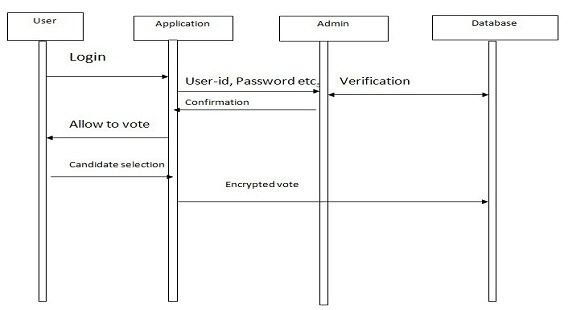 User
Application
Admin
Database
Login
User-id, Password etc.
Verification
Confirmation
Allow to vote
Candidate selection
Encrypted vote